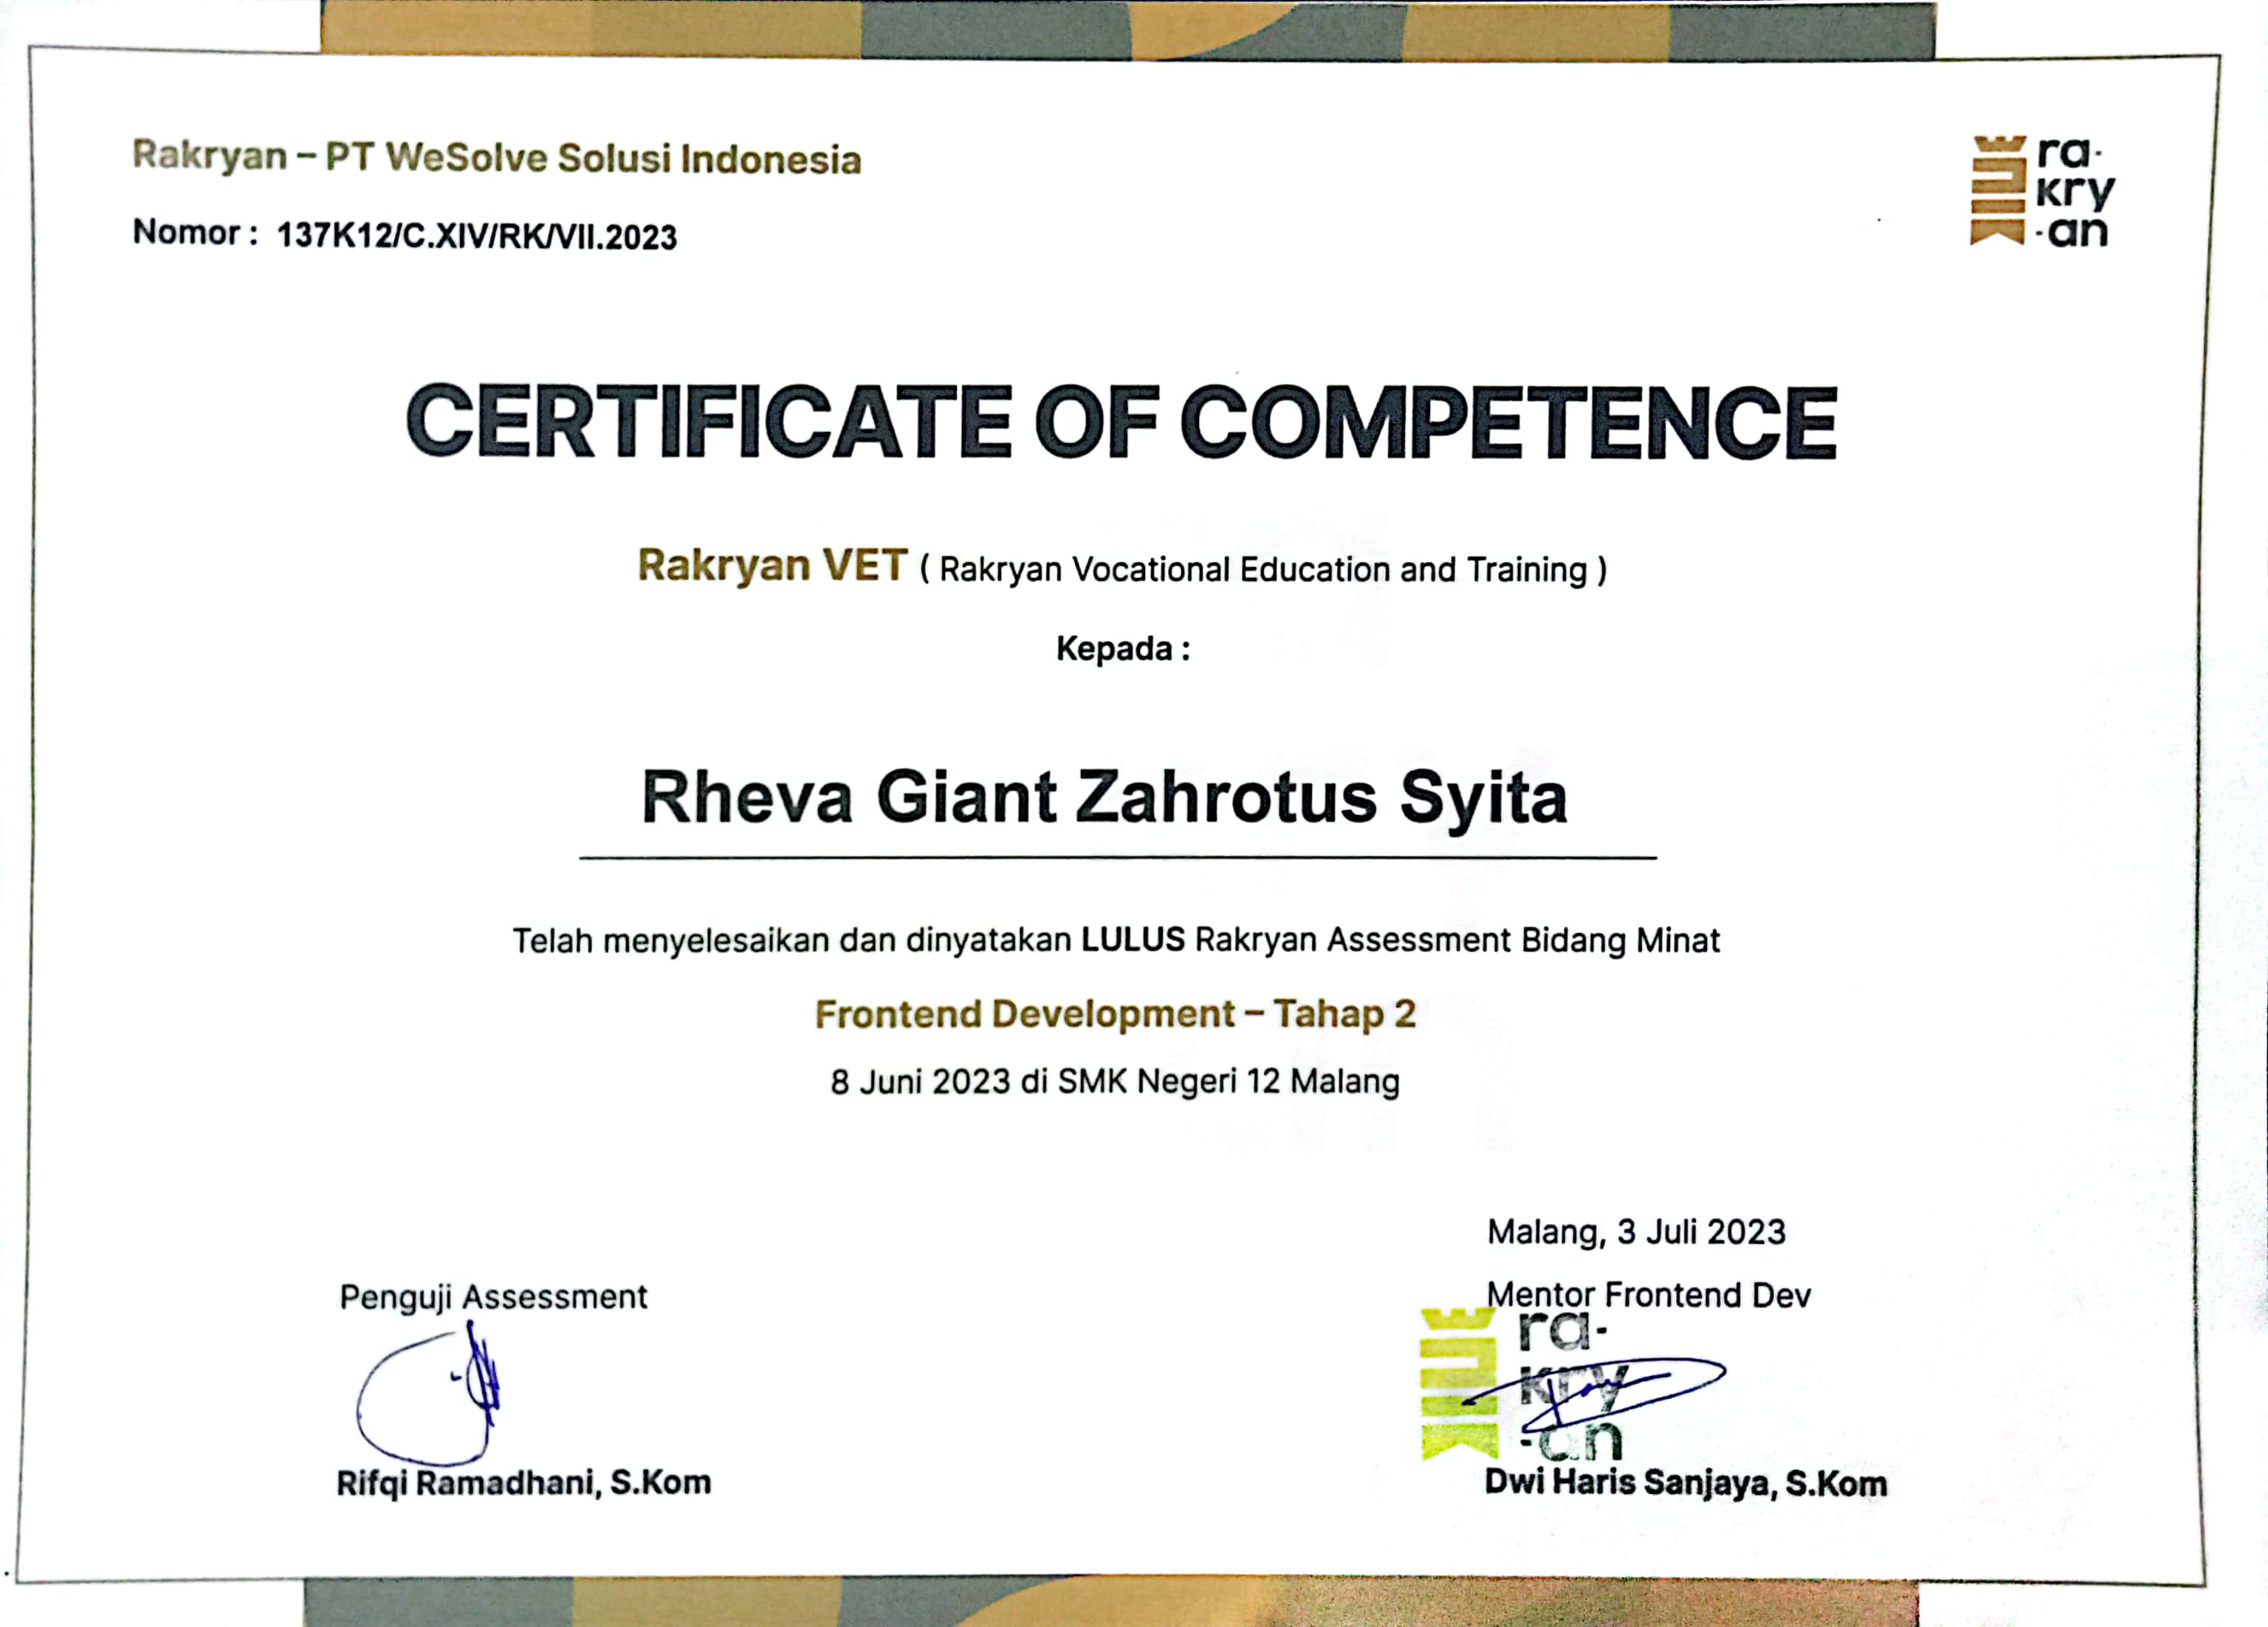 Rakryan – PT WeSolve Solusi Indonesia
Nomor : 137K12/C.XIV/RK/VII.2023
ra-
kry
-an
CERTIFICATE OF COMPETENCE
Rakryan VET ( Rakryan Vocational Education and Training )
Kepada :
Rheva Giant Zahrotus Syita
Telah menyelesaikan dan dinyatakan LULUS Rakryan Assessment Bidang Minat
Frontend Development – Tahap 2
8 Juni 2023 di SMK Negeri 12 Malang
Malang, 3 Juli 2023
Penguji Assessment
Mentor Frontend Dev
ra-
kry
-an
Rifqi Ramadhani, S.Kom
Dwi Haris Sanjaya, S.Kom